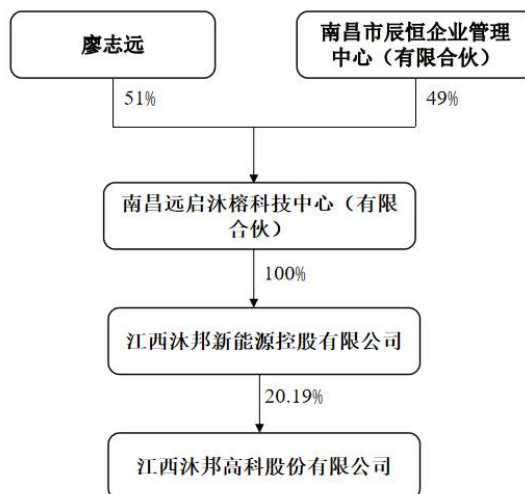 廖志远
南昌市辰恒企业管理
中心（有限合伙）
51%
49%
南昌远启沐榕科技中心（有限
合伙）
100%
江西沐邦新能源控股有限公司
20.19%
江西沐邦高科股份有限公司